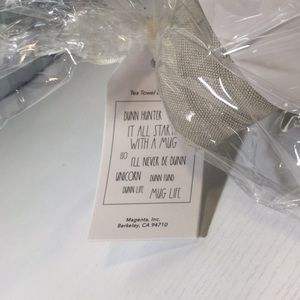 Tea Towel
DUNN HUNTER
IT ALL START
WITH A MUG
I'LL NEVER BE DUNN
UNICORN DUNN FUND
DUNN LIFE MUG LIFE
Magenta, Inc.
Berkeley, CA 94710